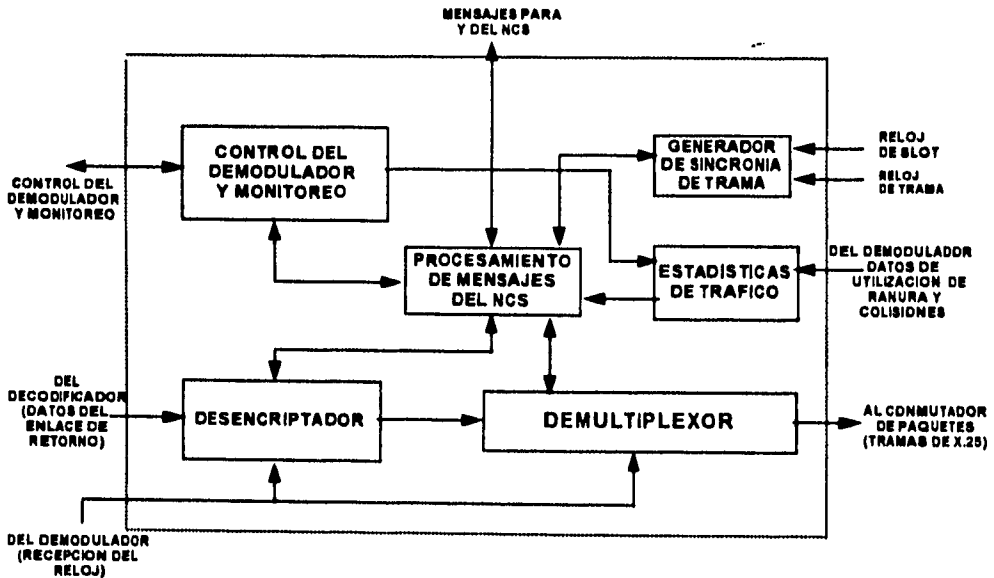 MENSAJES PARA
Y DEL NCS
CONTROL DEL
DEMODULADOR
Y MONITOREO
GENERADOR
DE SINCRONIA
DE TRAMA
RELOJ
DE SLOT
RELOJ
DE TRAMA
CONTROL DEL
DEMODULADOR
Y MONITOREO
PROCESAMIENTO
DE MENSAJES
DEL NCS
ESTADÍSTICAS
DE TRAFICO
DEL DEMODULADOR
DATOS DE
UTILIZACION DE
RANURA Y
COLISIONES
DEL
DECODIFICADOR
(DATOS DEL
ENLACE DE
RETORNO)
DESENCRIPTADOR
DEMULTIPLEXOR
AL CONMUTADOR
DE PAQUETES
(TRAMAS DE X.25)
DEL DEMODULADOR
(RECEPCION DEL
RELOJ)